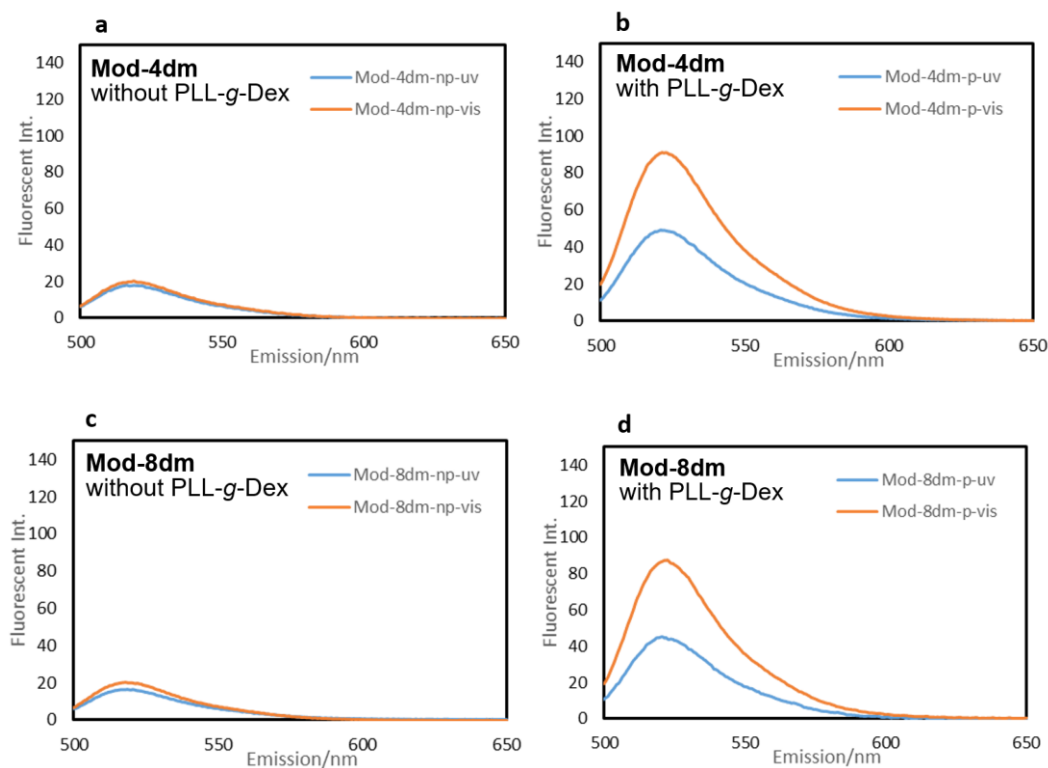 a
Mod-4dm
without PLL-g-Dex
Mod-4dm-np-uv
Mod-4dm-np-vis
Fluorescent Int.
140
120
100
80
60
40
20
0
500
550
600
650
Emission/nm
b
Mod-4dm
with PLL-g-Dex
Mod-4dm-p-uv
Mod-4dm-p-vis
Fluorescent Int.
140
120
100
80
60
40
20
0
500
550
600
650
Emission/nm
c
Mod-8dm
without PLL-g-Dex
Mod-8dm-np-uv
Mod-8dm-np-vis
Fluorescent Int.
140
120
100
80
60
40
20
0
500
550
600
650
Emission/nm
d
Mod-8dm
with PLL-g-Dex
Mod-8dm-p-uv
Mod-8dm-p-vis
Fluorescent Int.
140
120
100
80
60
40
20
0
500
550
600
650
Emission/nm